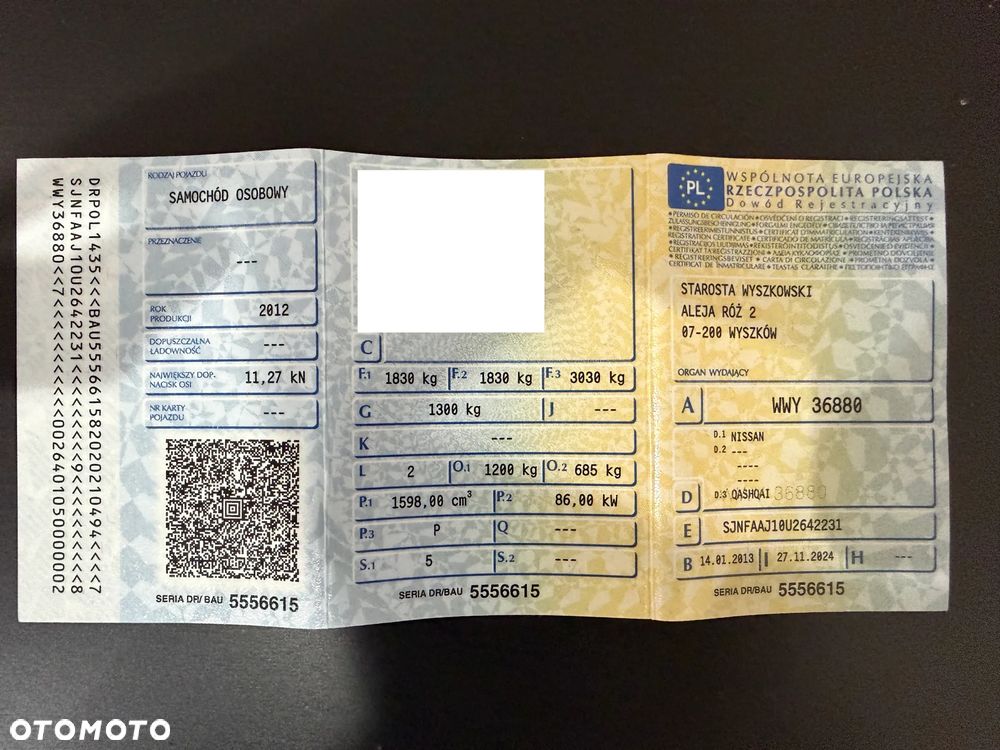 DRPOL1435<<<BAU555661582020210494<<<<7
SJNFAAJ10U2642231<<<<<<<<<9<<<<<<<<<<8
WWY36880<7<<<<<<<<<<<<<<00264010500000002
RODZAJ POJAZDU
SAMOCHÓD OSOBOWY
PRZEZNACZENIE
---
ROK PRODUKCJI
2012
DOPUSZCZALNA ŁADOWNOŚĆ
---
NAJWIĘKSZY DOP. NACISK OSI
11,27 kN
NR KARTY POJAZDU
---
SERIA DR/BAU 5556615
C
F.1 1830 kg F.2 1830 kg F.3 3030 kg
G 1300 kg J ---
K ---
L 2 O.1 1200 kg O.2 685 kg
P.1 1598,00 cm³ P.2 86,00 kW
P.3 P Q ---
S.1 5 S.2 ---
SERIA DR/BAU 5556615
PL
WSPÓLNOTA EUROPEJSKA
RZECZPOSPOLITA POLSKA
Dowód Rejestracyjny
STAROSTA WYSZKOWSKI
ALEJA RÓŻ 2
07-200 WYSZKÓW
ORGAN WYDAJĄCY
A WWY 36880
D.1 NISSAN
D.2 ---
----
----
D D.3 QASHQAI 36880
E SJNFAAJ10U2642231
B 14.01.2013 I 27.11.2024 H ---
SERIA DR/BAU 5556615
OTOMOTO